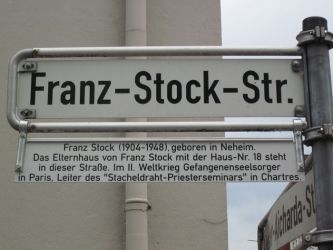 Franz-Stock-Str.
Franz Stock (1904-1948), geboren in Neheim.
Das Elternhaus von Franz Stock mit der Haus-Nr. 18 steht
in dieser Straße. Im II. Weltkrieg Gefangenenseelsorger
in Paris, Leiter des "Stacheldraht-Priesterseminars" in Chartres.